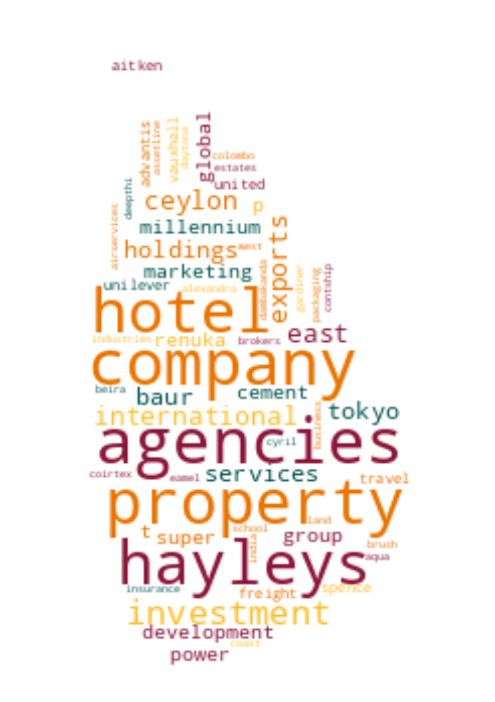 aitken
advantis
assetline
vauxhall
daytona
global
colombo
estates
united
deepthi
ceylon
p
airservices
millennium
exports
holdings
west
marketing
dambakanda
gardiner
packaging
contship
unilever
alexandra
hotel
east
industries
renuka
brokers
company
beira
baur
cement
international
business
tokyo
agencies
cyril
coirtex
eamel
services
travel
property
land
t
super
school
india
group
brush
aqua
hayleys
insurance
freight
spence
investment
development
coast
power